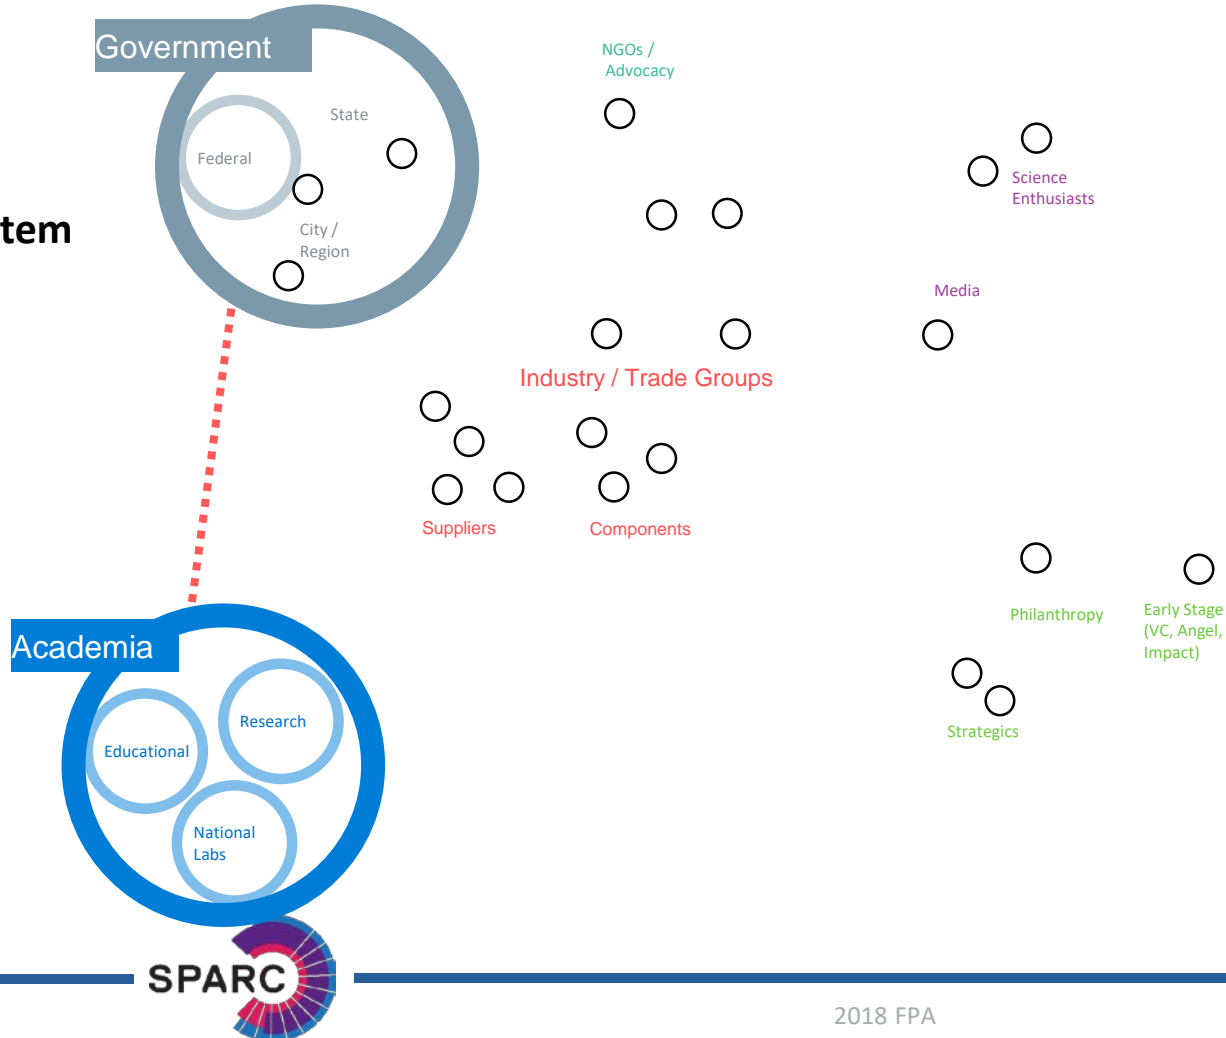 Government
NGOs /
Advocacy
State
Federal
Science
Enthusiasts
tem
City /
Region
Media
Industry / Trade Groups
Suppliers
Components
Philanthropy
Early Stage
(VC, Angel,
Impact)
Academia
Research
Educational
Strategics
National
Labs
SPARC
2018 FPA